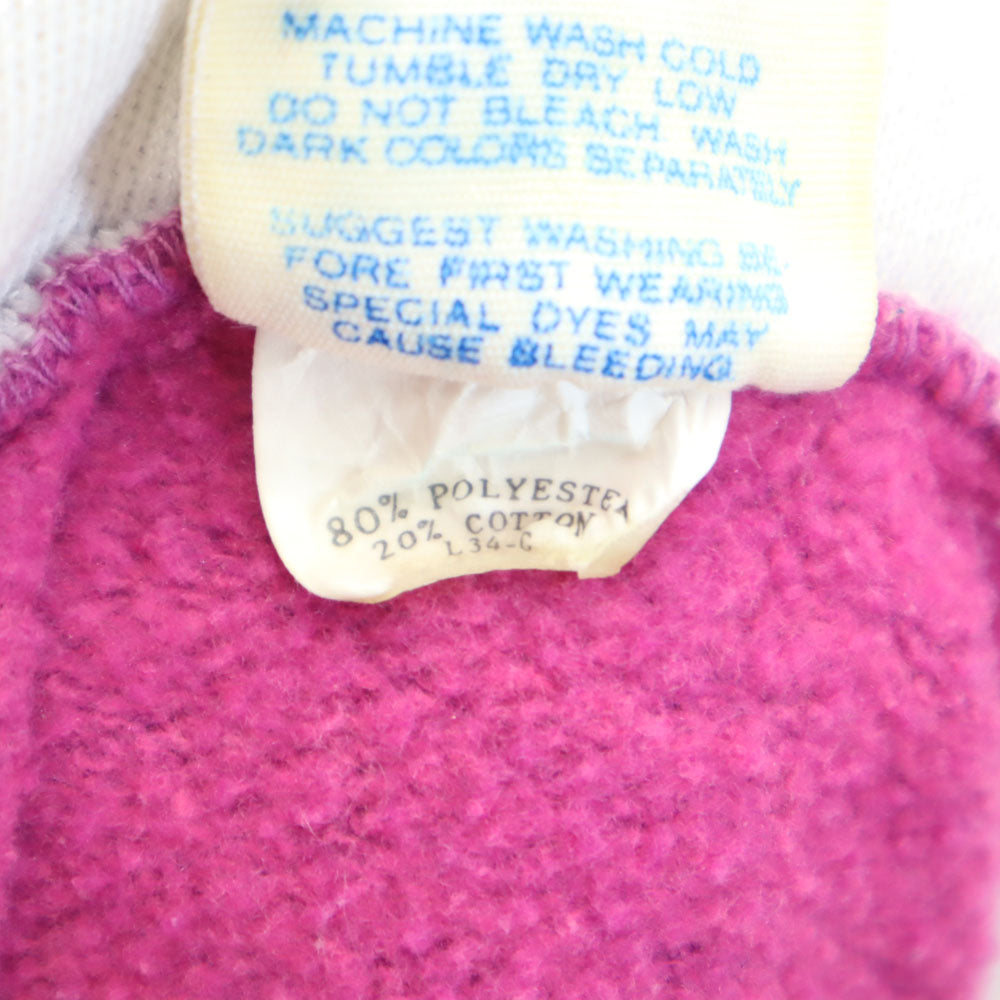 MACHINE WASH COLD
TUMBLE DRY LOW
DO NOT BLEACH WASH
DARK COLORS SEPARATELY
SUGGEST WASHING BE-
FORE FIRST WEARING
SPECIAL DYES MAY
CAUSE BLEEDING
80% POLYESTER
20% COTTON
L34-G